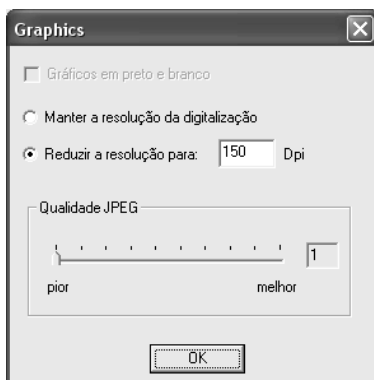 Graphics
Gráficos em preto e branco
Manter a resolução da digitalização
Reduzir a resolução para: 150 Dpi
Qualidade JPEG
1
pior melhor
OK